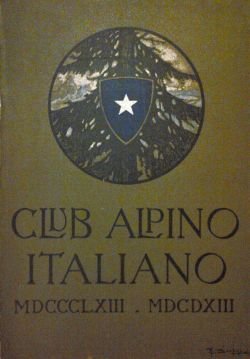 CLUB ALPINO
ITALIANO
MDCCCLXIII . MDCDXIII